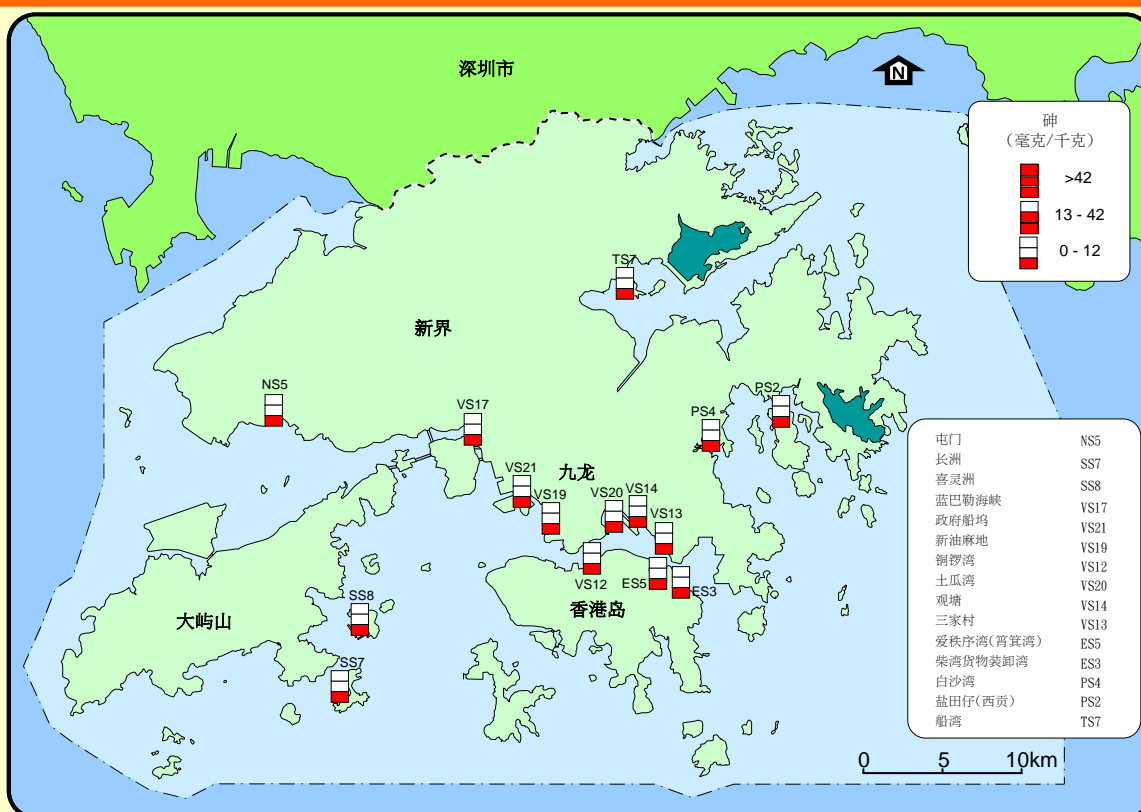 深圳市
N
砷
(毫克/千克)
>42
13 - 42
0 - 12
TS7
新界
NS5
VS17
PS2
PS4
九龙
VS21
VS19
VS20
VS14
VS13
VS12
ES5
ES3
香港岛
大屿山
SS8
SS7
屯门 NS5
长洲 SS7
喜灵洲 SS8
蓝巴勒海峡 VS17
政府船坞 VS21
新油麻地 VS19
铜锣湾 VS12
土瓜湾 VS20
观塘 VS14
三家村 VS13
爱秩序湾(筲箕湾) ES5
柴湾货物装卸湾 ES3
白沙湾 PS4
盐田仔(西贡) PS2
船湾 TS7
0 5 10km